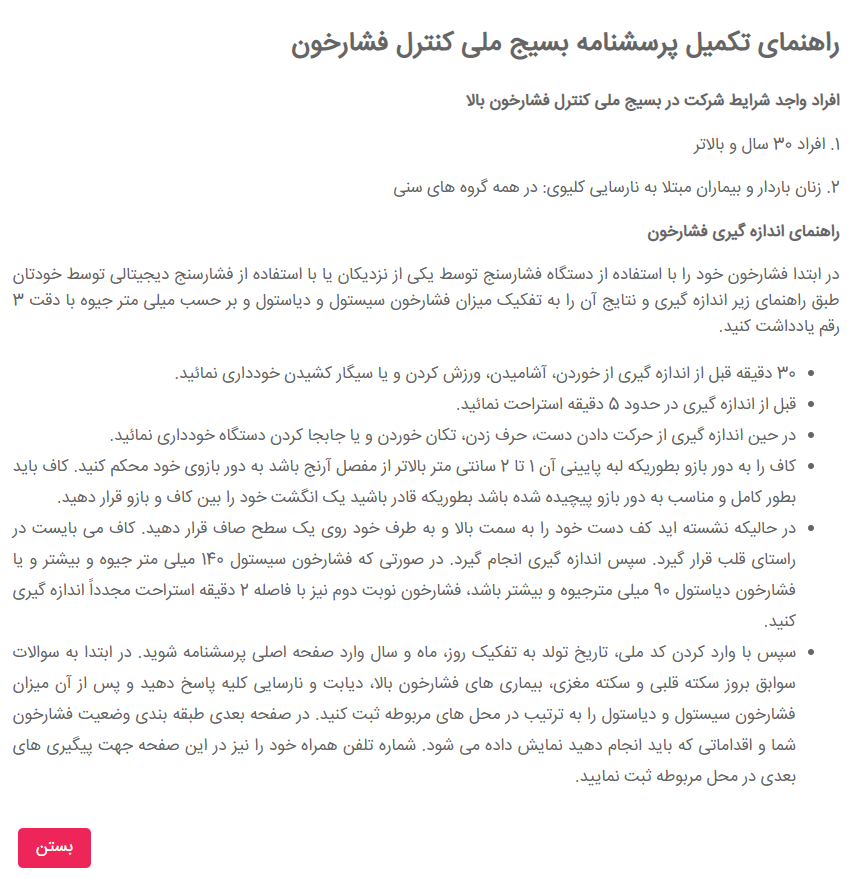 راهنمای تکمیل پرسشنامه بسیج ملی کنترل فشارخون
افراد واجد شرایط شرکت در بسیج ملی کنترل فشارخون بالا
۱. افراد ۳۰ سال و بالاتر
۲. زنان باردار و بیماران مبتلا به نارسایی کلیوی: در همه گروه های سنی
راهنمای اندازه گیری فشارخون
در ابتدا فشارخون خود را با استفاده از دستگاه فشارسنج توسط یکی از نزدیکان یا با استفاده از فشارسنج دیجیتالی توسط خودتان
طبق راهنمای زیر اندازه گیری و نتایج آن را به تفکیک میزان فشارخون سیستول و دیاستول و بر حسب میلی متر جیوه با دقت ۳
رقم یادداشت کنید.
• ۳۰ دقیقه قبل از اندازه گیری از خوردن، آشامیدن، ورزش کردن و یا سیگار کشیدن خودداری نمائید.
• قبل از اندازه گیری در حدود ۵ دقیقه استراحت نمائید.
• در حین اندازه گیری از حرکت دادن دست، حرف زدن، تکان خوردن و یا جابجا کردن دستگاه خودداری نمائید.
• کاف را به دور بازو بطوریکه لبه پایینی آن ۱ تا ۲ سانتی متر بالاتر از مفصل آرنج باشد به دور بازوی خود محکم کنید. کاف باید
بطور کامل و مناسب به دور بازو پیچیده شده باشد بطوریکه قادر باشید یک انگشت خود را بین کاف و بازو قرار دهید.
• در حالیکه نشسته اید کف دست خود را به سمت بالا و به طرف خود روی یک سطح صاف قرار دهید. کاف می بایست در
راستای قلب قرار گیرد. سپس اندازه گیری انجام گیرد. در صورتی که فشارخون سیستول ۱۴۰ میلی متر جیوه و بیشتر و یا
فشارخون دیاستول ۹۰ میلی مترجیوه و بیشتر باشد، فشارخون نوبت دوم نیز با فاصله ۲ دقیقه استراحت مجدداً اندازه گیری
کنید.
• سپس با وارد کردن کد ملی، تاریخ تولد به تفکیک روز، ماه و سال وارد صفحه اصلی پرسشنامه شوید. در ابتدا به سوالات
سوابق بروز سکته قلبی و سکته مغزی، بیماری های فشارخون بالا، دیابت و نارسایی کلیه پاسخ دهید و پس از آن میزان
فشارخون سیستول و دیاستول را به ترتیب در محل های مربوطه ثبت کنید. در صفحه بعدی طبقه بندی وضعیت فشارخون
شما و اقداماتی که باید انجام دهید نمایش داده می شود. شماره تلفن همراه خود را نیز در این صفحه جهت پیگیری های
بعدی در محل مربوطه ثبت نمایید.
بستن